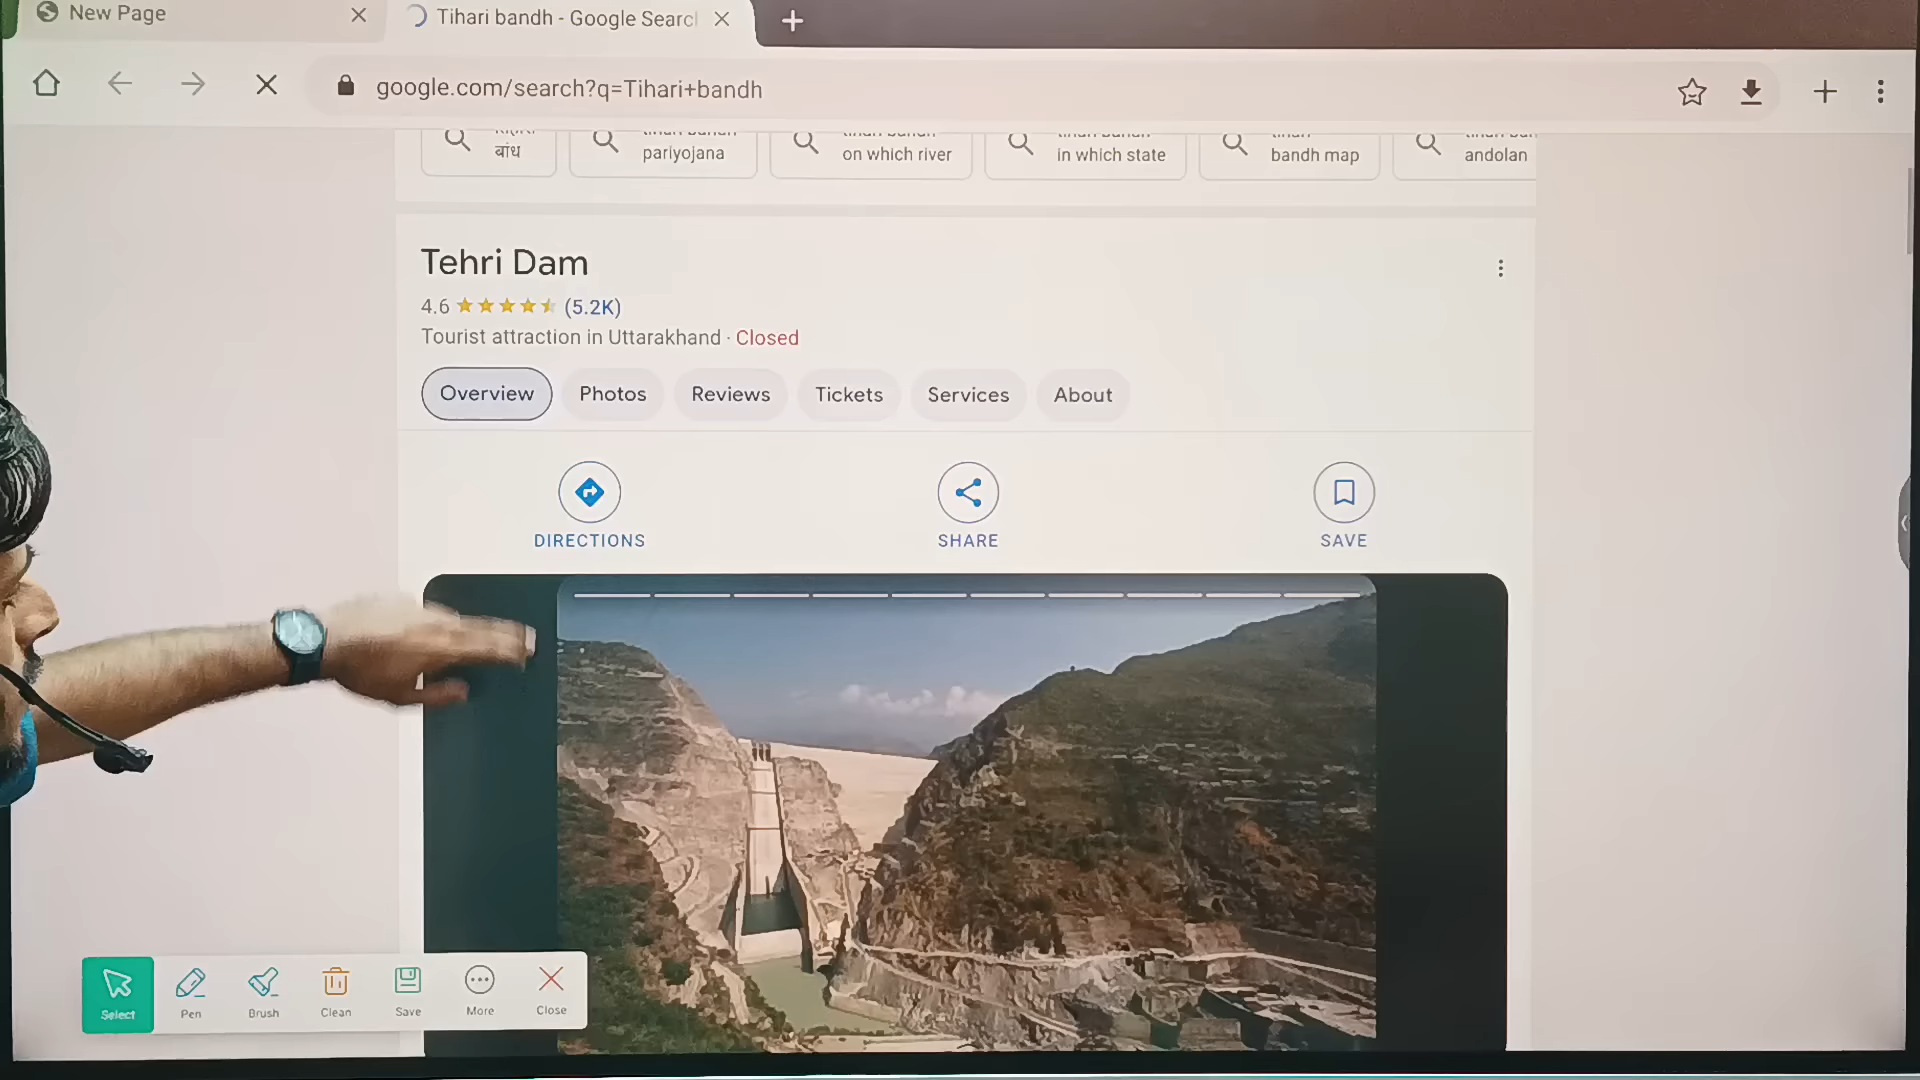 New Page
Tihari bandh - Google Searc
google.com/search?q=Tihari+bandh
बांध
pariyojana
on which river
in which state
bandh map
andolan
Tehri Dam
4.6 (5.2K)
Tourist attraction in Uttarakhand · Closed
Overview
Photos
Reviews
Tickets
Services
About
DIRECTIONS
SHARE
SAVE
Select
Pen
Brush
Clean
Save
More
Close